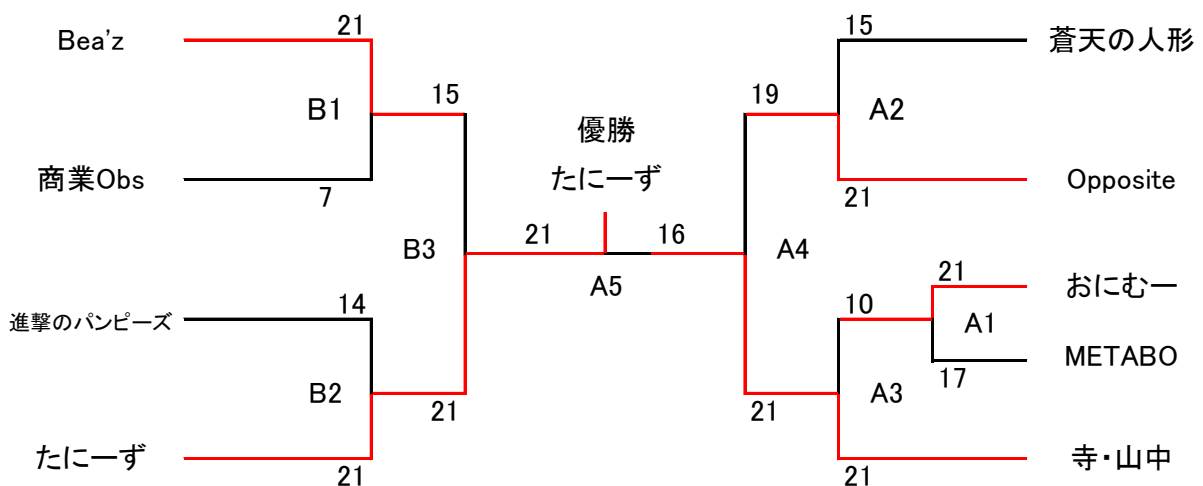 21
15
Bea'z
蒼天の人形
B1
15
19
A2
優勝
商業Obs
たにーず
Opposite
7
21
B3
21
16
A4
A5
21
おにむー
14
10
進撃のパンピーズ
A1
METABO
17
B2
A3
21
21
たにーず
寺・山中
21
21